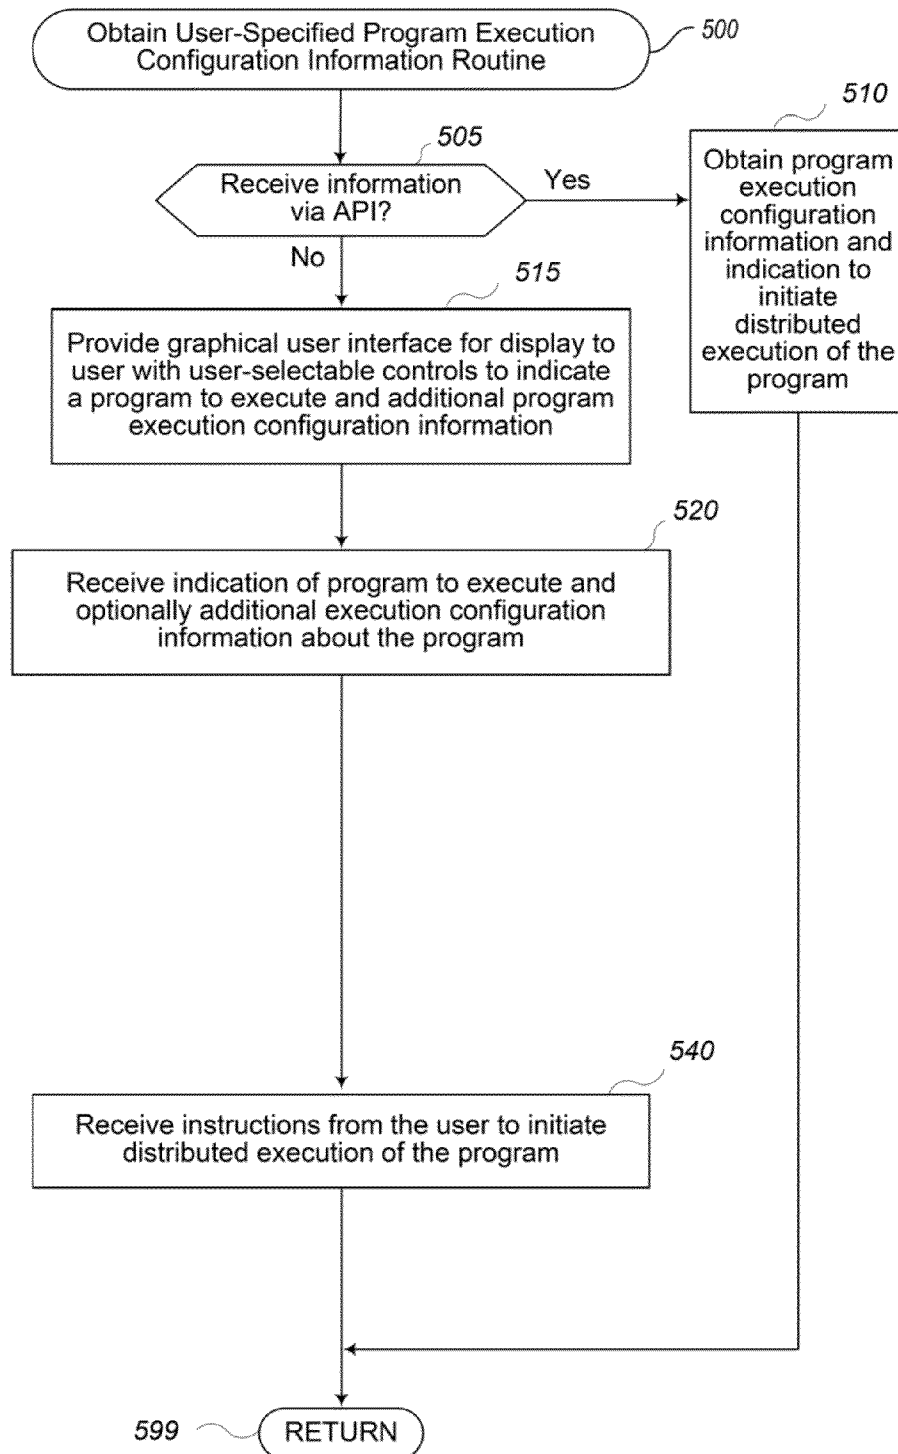 Obtain User-Specified Program Execution
Configuration Information Routine
500
505
Receive information
via API?
Yes
No
510
Obtain program
execution
configuration
information and
indication to
initiate
distributed
execution of the
program
515
Provide graphical user interface for display to
user with user-selectable controls to indicate
a program to execute and additional program
execution configuration information
520
Receive indication of program to execute and
optionally additional execution configuration
information about the program
540
Receive instructions from the user to initiate
distributed execution of the program
599
RETURN